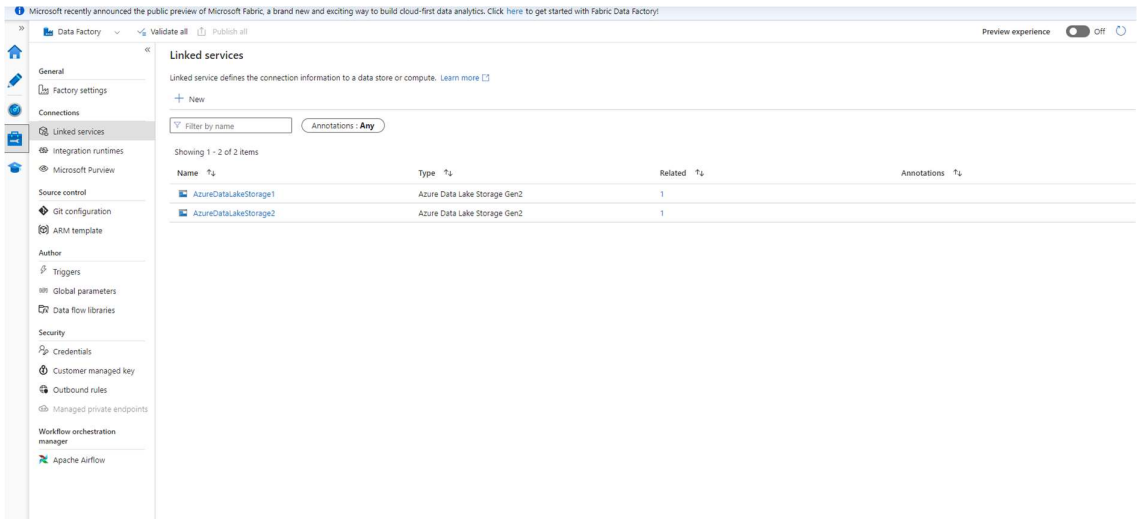 Microsoft recently announced the public preview of Microsoft Fabric, a brand new and exciting way to build cloud-first data analytics. Click here to get started with Fabric Data Factory!
Data Factory
Validate all
Publish all
Preview experience
Off
General
Factory settings
Connections
Linked services
Integration runtimes
Microsoft Purview
Source control
Git configuration
ARM template
Author
Triggers
Global parameters
Data flow libraries
Security
Credentials
Customer managed key
Outbound rules
Managed private endpoints
Workflow orchestration
manager
Apache Airflow
Linked services
Linked service defines the connection information to a data store or compute. Learn more
New
Filter by name
Annotations : Any
Showing 1 - 2 of 2 items
Name Type Related Annotations
AzureDataLakeStorage1 Azure Data Lake Storage Gen2 1
AzureDataLakeStorage2 Azure Data Lake Storage Gen2 1